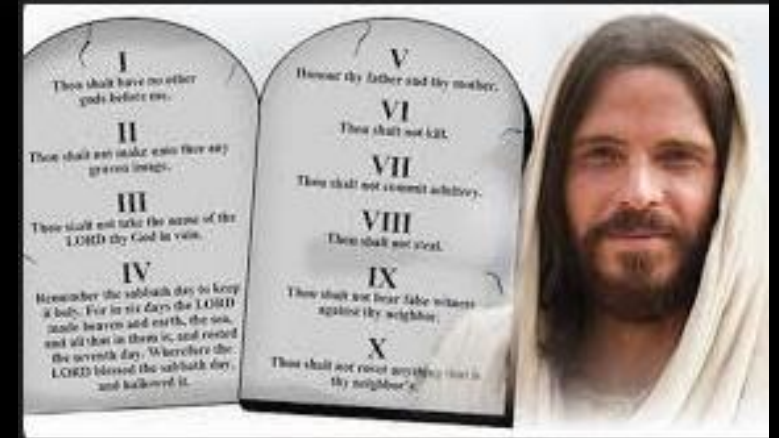 I
Thou shalt have no other
gods before me.
II
Thou shalt not make unto thee any
graven image.
III
Thou shalt not take the name of the
LORD thy God in vain.
IV
Remember the sabbath day to keep
it holy. For in six days the LORD
made heaven and earth, the sea,
and all that in them is, and rested
the seventh day. Wherefore the
LORD blessed the sabbath day,
and hallowed it.
V
Honour thy father and thy mother.
VI
Thou shalt not kill.
VII
Thou shalt not commit adultery.
VIII
Thou shalt not steal.
IX
Thou shalt not bear false witness
against thy neighbor.
X
Thou shalt not covet anything that is
thy neighbor's.